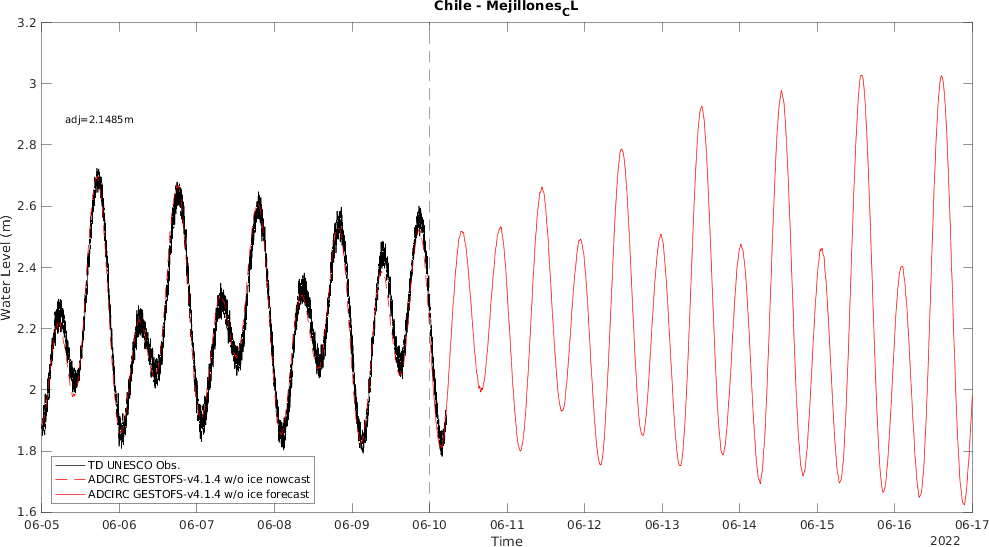 Chile - Mejillones_CL
3.2
3
2.8
2.6
2.4
2.2
2
1.8
1.6
Water Level (m)
adj=2.1485m
TD UNESCO Obs.
ADCIRC GESTOFS-v4.1.4 w/o ice nowcast
ADCIRC GESTOFS-v4.1.4 w/o ice forecast
06-05 06-06 06-07 06-08 06-09 06-10 06-11 06-12 06-13 06-14 06-15 06-16 06-17
Time
2022